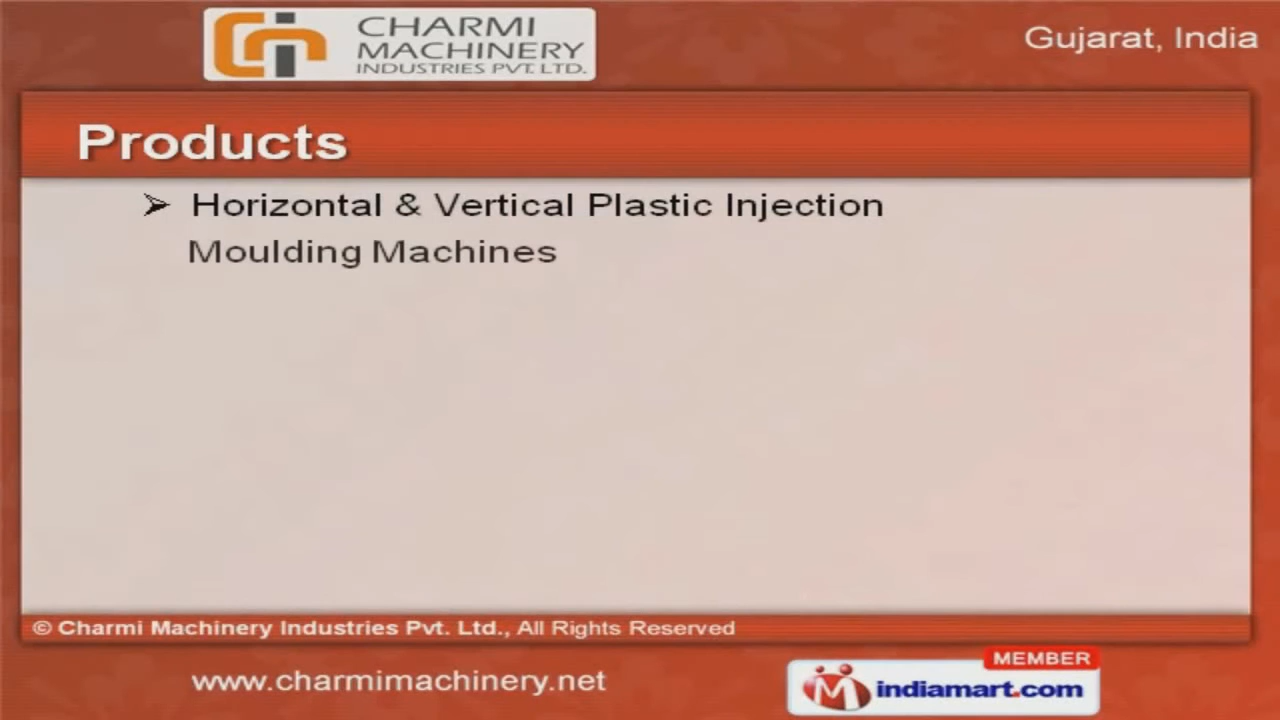 CHARMI
MACHINERY
INDUSTRIES PVT. LTD.
Gujarat, India
Products
➢ Horizontal & Vertical Plastic Injection
Moulding Machines
© Charmi Machinery Industries Pvt. Ltd., All Rights Reserved
www.charmimachinery.net
MEMBER
indiamart.com